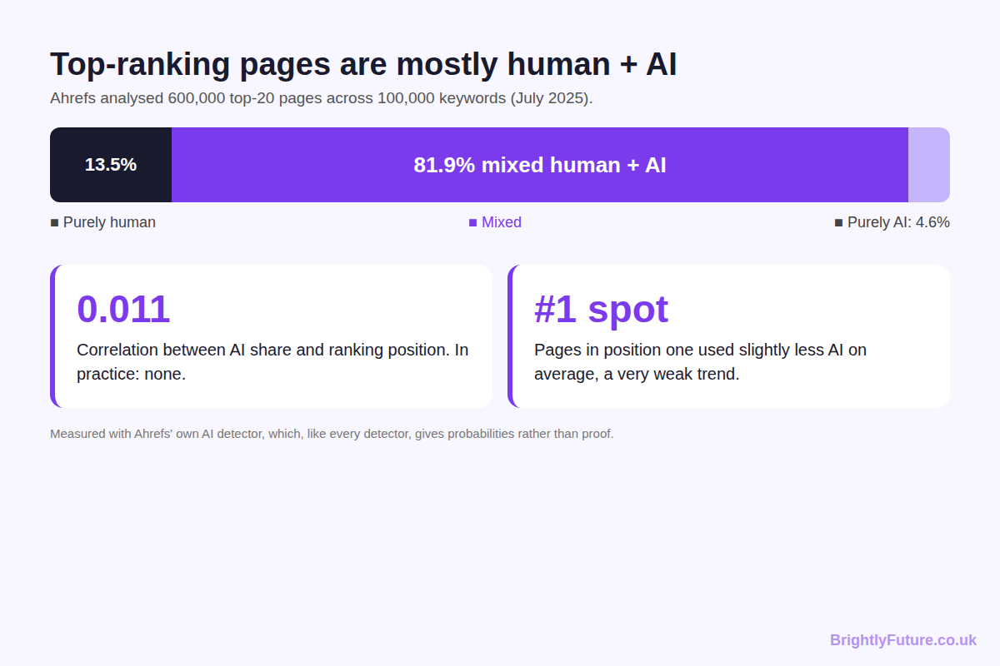 Top-ranking pages are mostly human + AI
Ahrefs analysed 600,000 top-20 pages across 100,000 keywords (July 2025).
13.5%
81.9% mixed human + AI
■ Purely human
■ Mixed
■ Purely AI: 4.6%
0.011
Correlation between AI share and ranking position. In
practice: none.
#1 spot
Pages in position one used slightly less AI on
average, a very weak trend.
Measured with Ahrefs' own AI detector, which, like every detector, gives probabilities rather than proof.
BrightlyFuture.co.uk